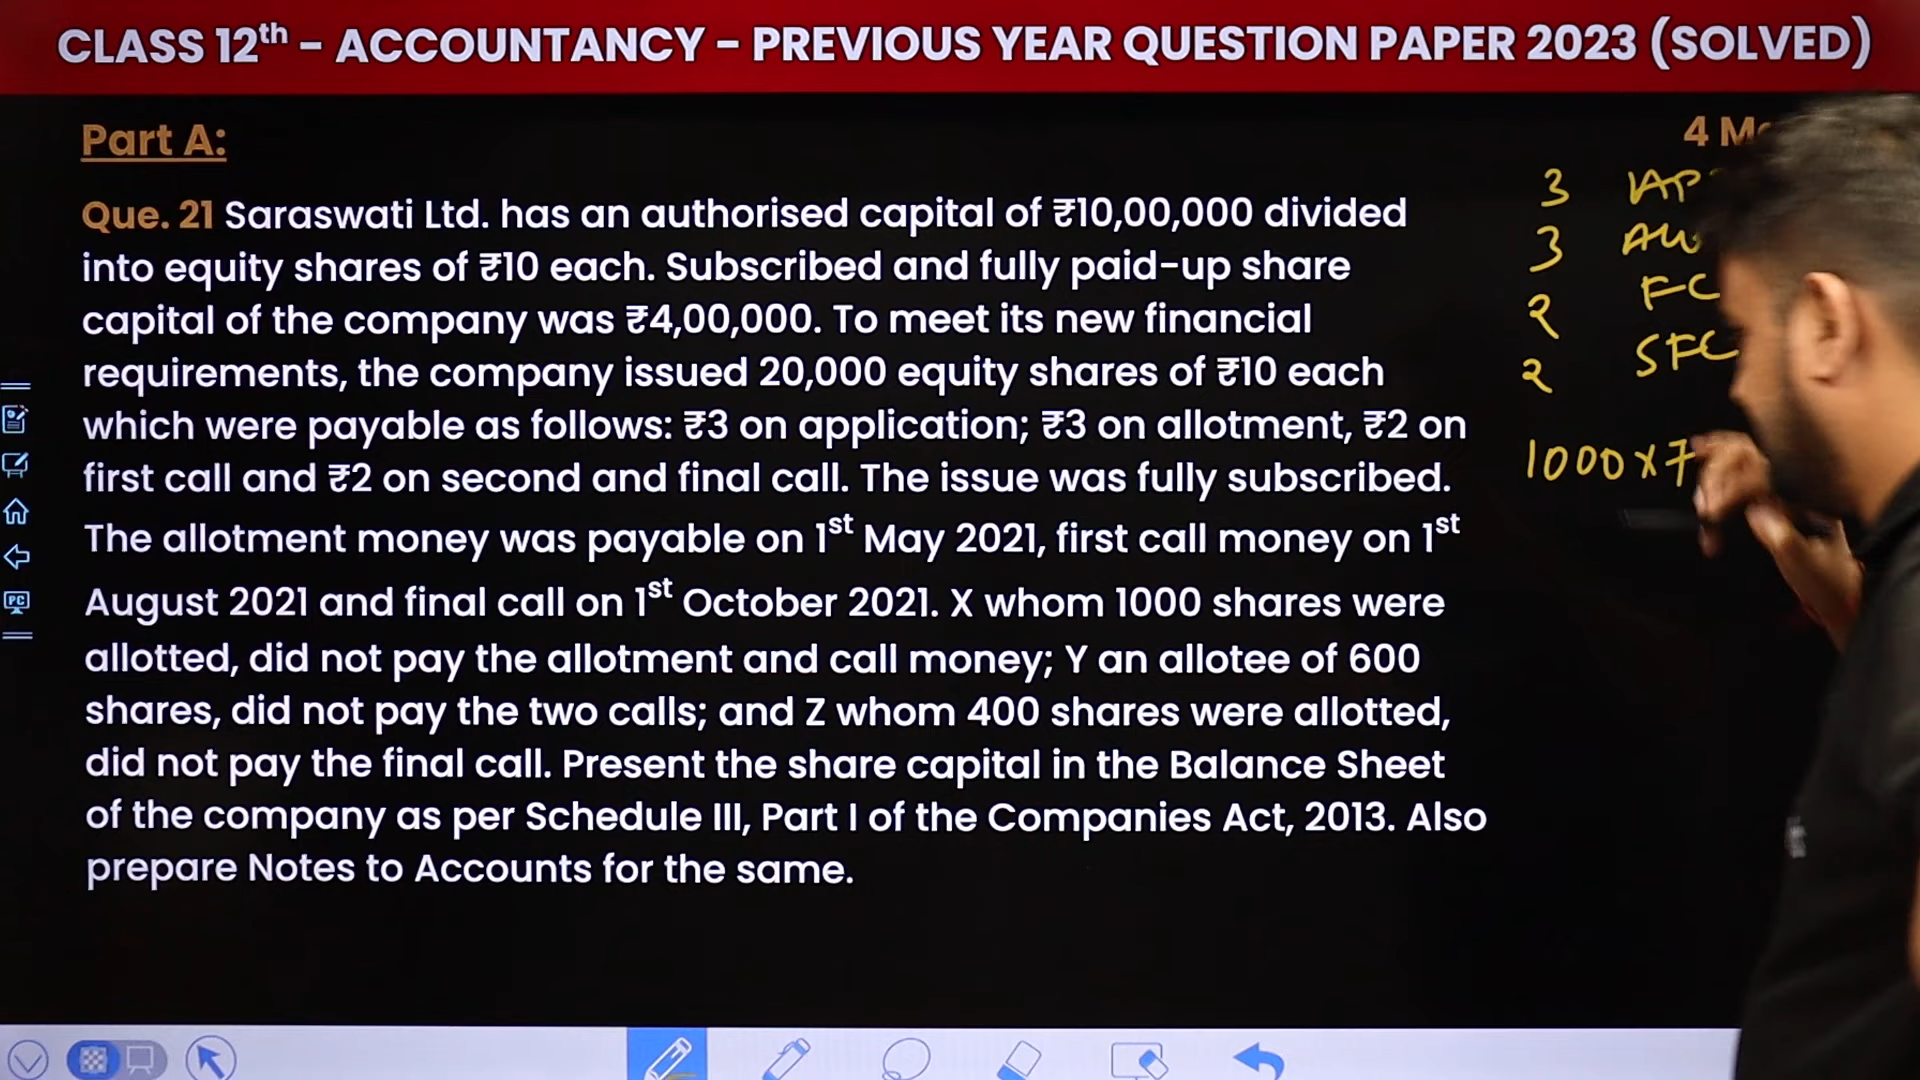 CLASS 12th - ACCOUNTANCY - PREVIOUS YEAR QUESTION PAPER 2023 (SOLVED)
Part A:
4
Que. 21 Saraswati Ltd. has an authorised capital of ₹10,00,000 divided
into equity shares of ₹10 each. Subscribed and fully paid-up share
capital of the company was ₹4,00,000. To meet its new financial
requirements, the company issued 20,000 equity shares of ₹10 each
which were payable as follows: ₹3 on application; ₹3 on allotment, ₹2 on
first call and ₹2 on second and final call. The issue was fully subscribed.
The allotment money was payable on 1st May 2021, first call money on 1st
August 2021 and final call on 1st October 2021. X whom 1000 shares were
allotted, did not pay the allotment and call money; Y an allotee of 600
shares, did not pay the two calls; and Z whom 400 shares were allotted,
did not pay the final call. Present the share capital in the Balance Sheet
of the company as per Schedule III, Part I of the Companies Act, 2013. Also
prepare Notes to Accounts for the same.
3
3
2 FC
2 SFC
1000 x 7
PC